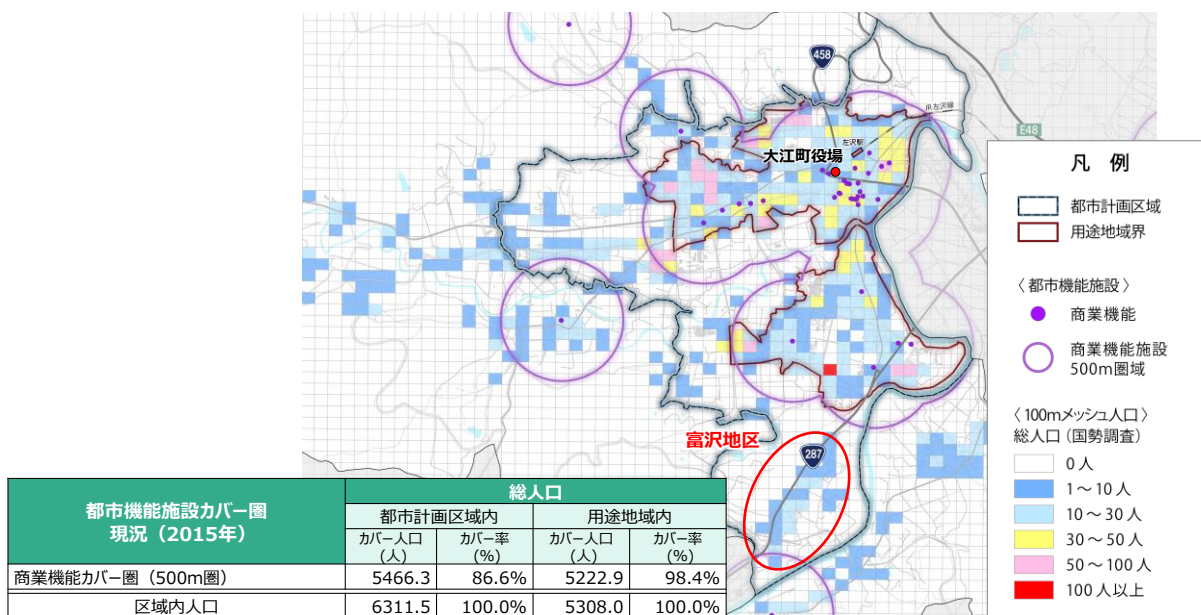 458
JR左沢線
E48
左沢駅
大江町役場
富沢地区
287
凡 例
都市計画区域
用途地域界
〈 都市機能施設 〉
商業機能
商業機能施設
500m圏域
〈 100mメッシュ人口 〉
総人口 (国勢調査)
0 人
1～10 人
10～30 人
30～50 人
50～100 人
100人以上
都市機能施設カバー圏
現況（2015年）
総人口
都市計画区域内 用途地域内
カバー人口
(人)
カバー率
(%)
カバー人口
(人)
カバー率
(%)
商業機能カバー圏（500m圏） 5466.3 86.6% 5222.9 98.4%
区域内人口 6311.5 100.0% 5308.0 100.0%